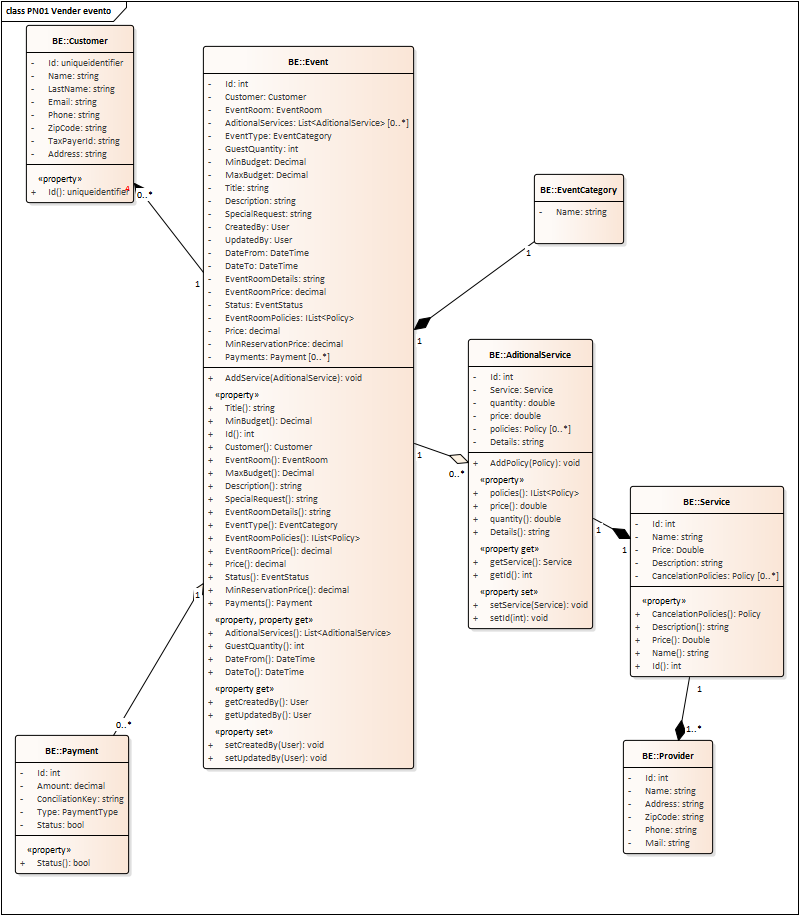 class PN01 Vender evento
BE::Customer
- Id: uniqueidentifier
- Name: string
- LastName: string
- Email: string
- Phone: string
- ZipCode: string
- TaxPayerId: string
- Address: string
«property»
+ Id(): uniqueidentifier
0..*
1
BE::Event
- Id: int
- Customer: Customer
- EventRoom: EventRoom
- AditionalServices: List<AditionalService> [0..*]
- EventType: EventCategory
- GuestQuantity: int
- MinBudget: Decimal
- MaxBudget: Decimal
- Title: string
- Description: string
- SpecialRequest: string
- CreatedBy: User
- UpdatedBy: User
- DateFrom: DateTime
- DateTo: DateTime
- EventRoomDetails: string
- EventRoomPrice: decimal
- Status: EventStatus
- EventRoomPolicies: IList<Policy>
- Price: decimal
- MinReservationPrice: decimal
- Payments: Payment [0..*]
+ AddService(AditionalService): void
«property»
+ Title(): string
+ MinBudget(): Decimal
+ Id(): int
+ Customer(): Customer
+ EventRoom(): EventRoom
+ MaxBudget(): Decimal
+ Description(): string
+ SpecialRequest(): string
+ EventRoomDetails(): string
+ EventType(): EventCategory
+ EventRoomPolicies(): IList<Policy>
+ EventRoomPrice(): decimal
+ Price(): decimal
+ Status(): EventStatus
+ MinReservationPrice(): decimal
+ Payments(): Payment
«property, property get»
+ AditionalServices(): List<AditionalService>
+ GuestQuantity(): int
+ DateFrom(): DateTime
+ DateTo(): DateTime
«property get»
+ getCreatedBy(): User
+ getUpdatedBy(): User
«property set»
+ setCreatedBy(User): void
+ setUpdatedBy(User): void
BE::EventCategory
- Name: string
1
1
BE::AditionalService
- Id: int
- Service: Service
- quantity: double
- price: double
- policies: Policy [0..*]
- Details: string
+ AddPolicy(Policy): void
«property»
+ policies(): IList<Policy>
+ price(): double
+ quantity(): double
+ Details(): string
«property get»
+ getService(): Service
+ getId(): int
«property set»
+ setService(Service): void
+ setId(int): void
1
0..*
1
1
BE::Service
- Id: int
- Name: string
- Price: Double
- Description: string
- CancelationPolicies: Policy [0..*]
«property»
+ CancelationPolicies(): Policy
+ Description(): string
+ Price(): Double
+ Name(): string
+ Id(): int
1
1..*
BE::Provider
- Id: int
- Name: string
- Address: string
- ZipCode: string
- Phone: string
- Mail: string
1
0..*
BE::Payment
- Id: int
- Amount: decimal
- ConciliationKey: string
- Type: PaymentType
- Status: bool
«property»
+ Status(): bool